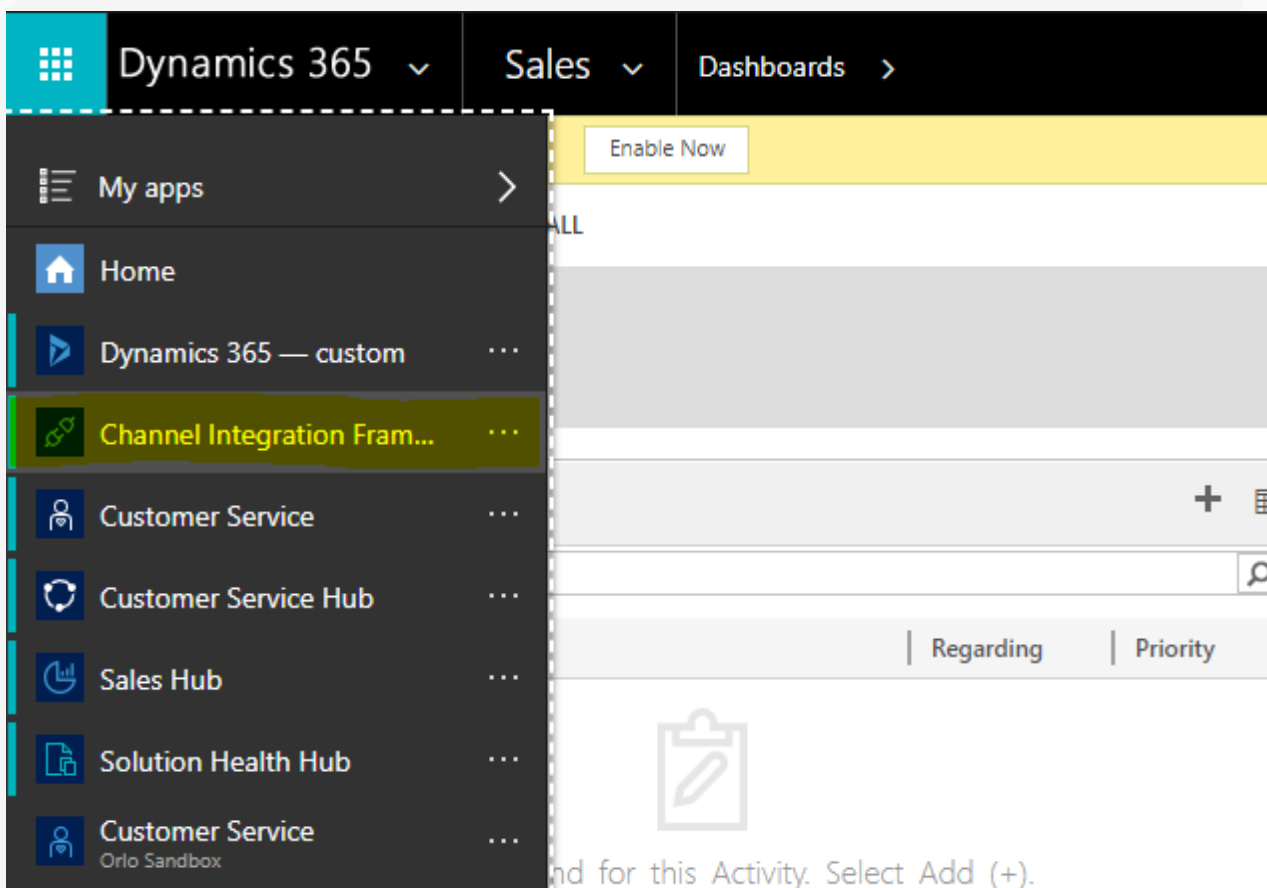 Dynamics 365 Sales Dashboards
Enable Now
My apps
ALL
Home
Dynamics 365 — custom
Channel Integration Fram...
Customer Service
Customer Service Hub
Regarding Priority
Sales Hub
Solution Health Hub
Customer Service
Orlo Sandbox
for this Activity. Select Add (+).